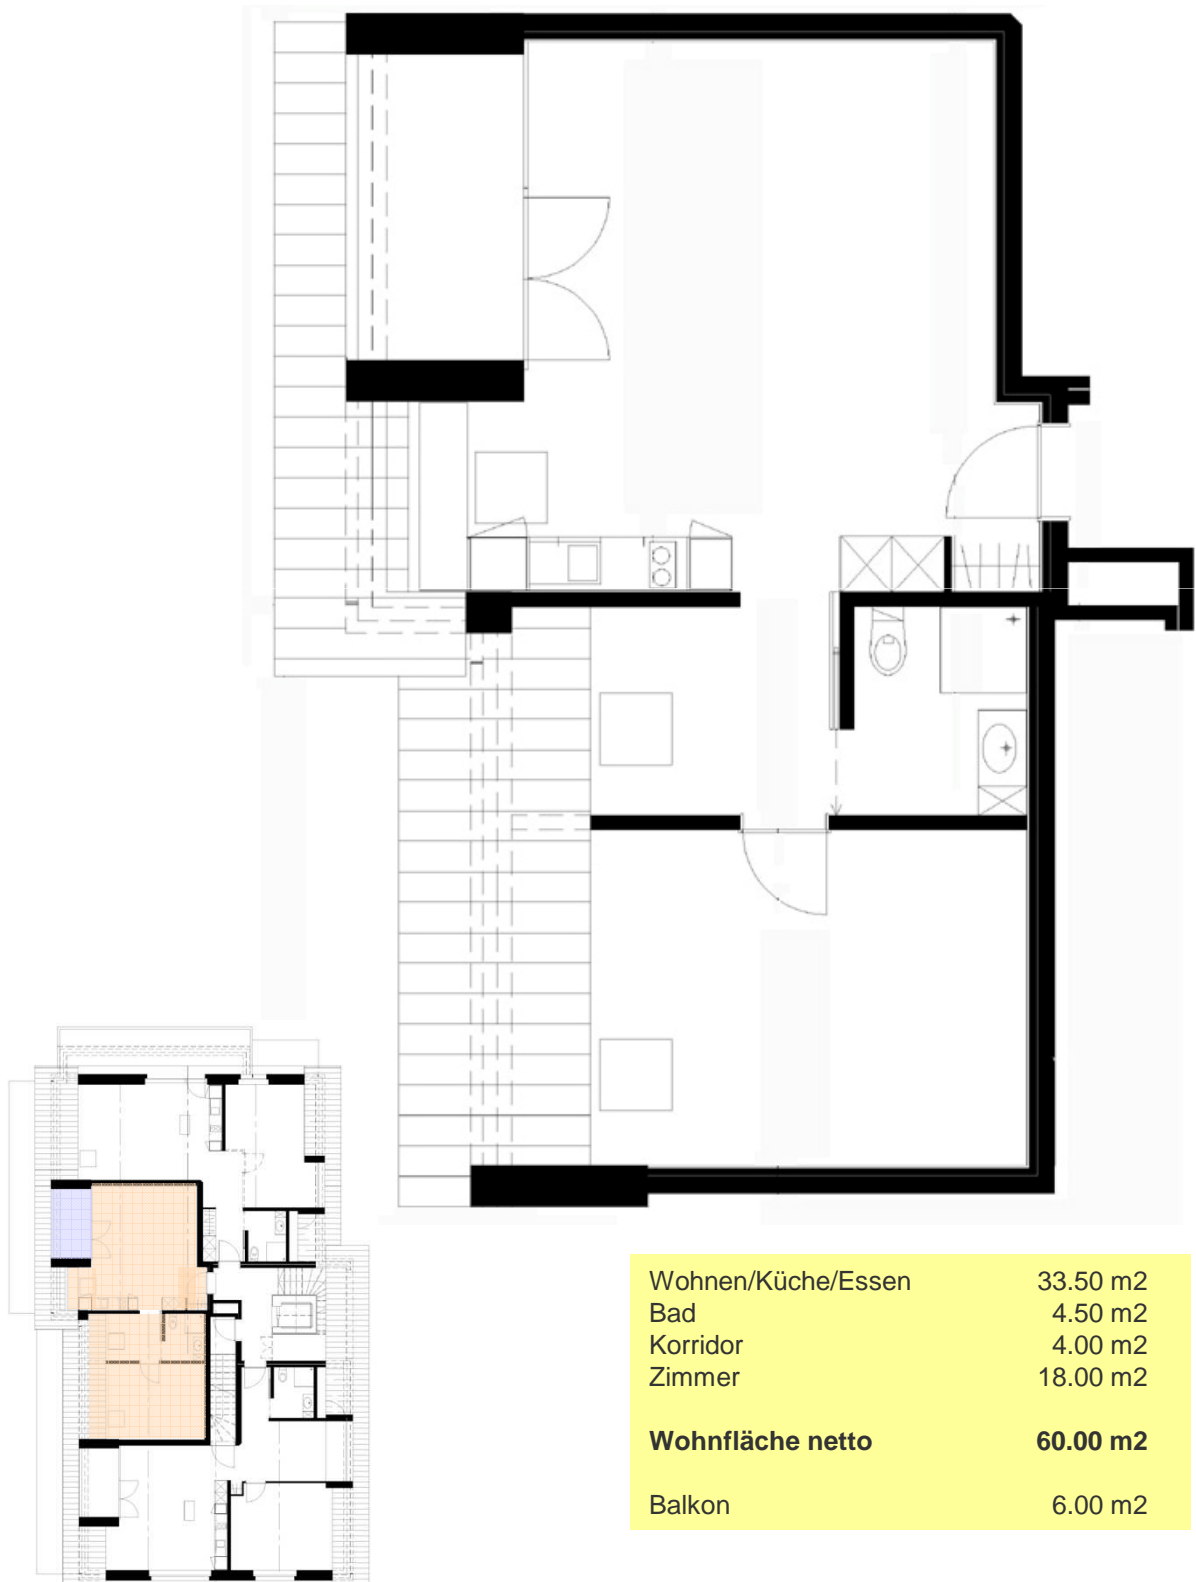 Wohnen/Küche/Essen 33.50 m2
Bad 4.50 m2
Korridor 4.00 m2
Zimmer 18.00 m2
Wohnfläche netto 60.00 m2
Balkon 6.00 m2